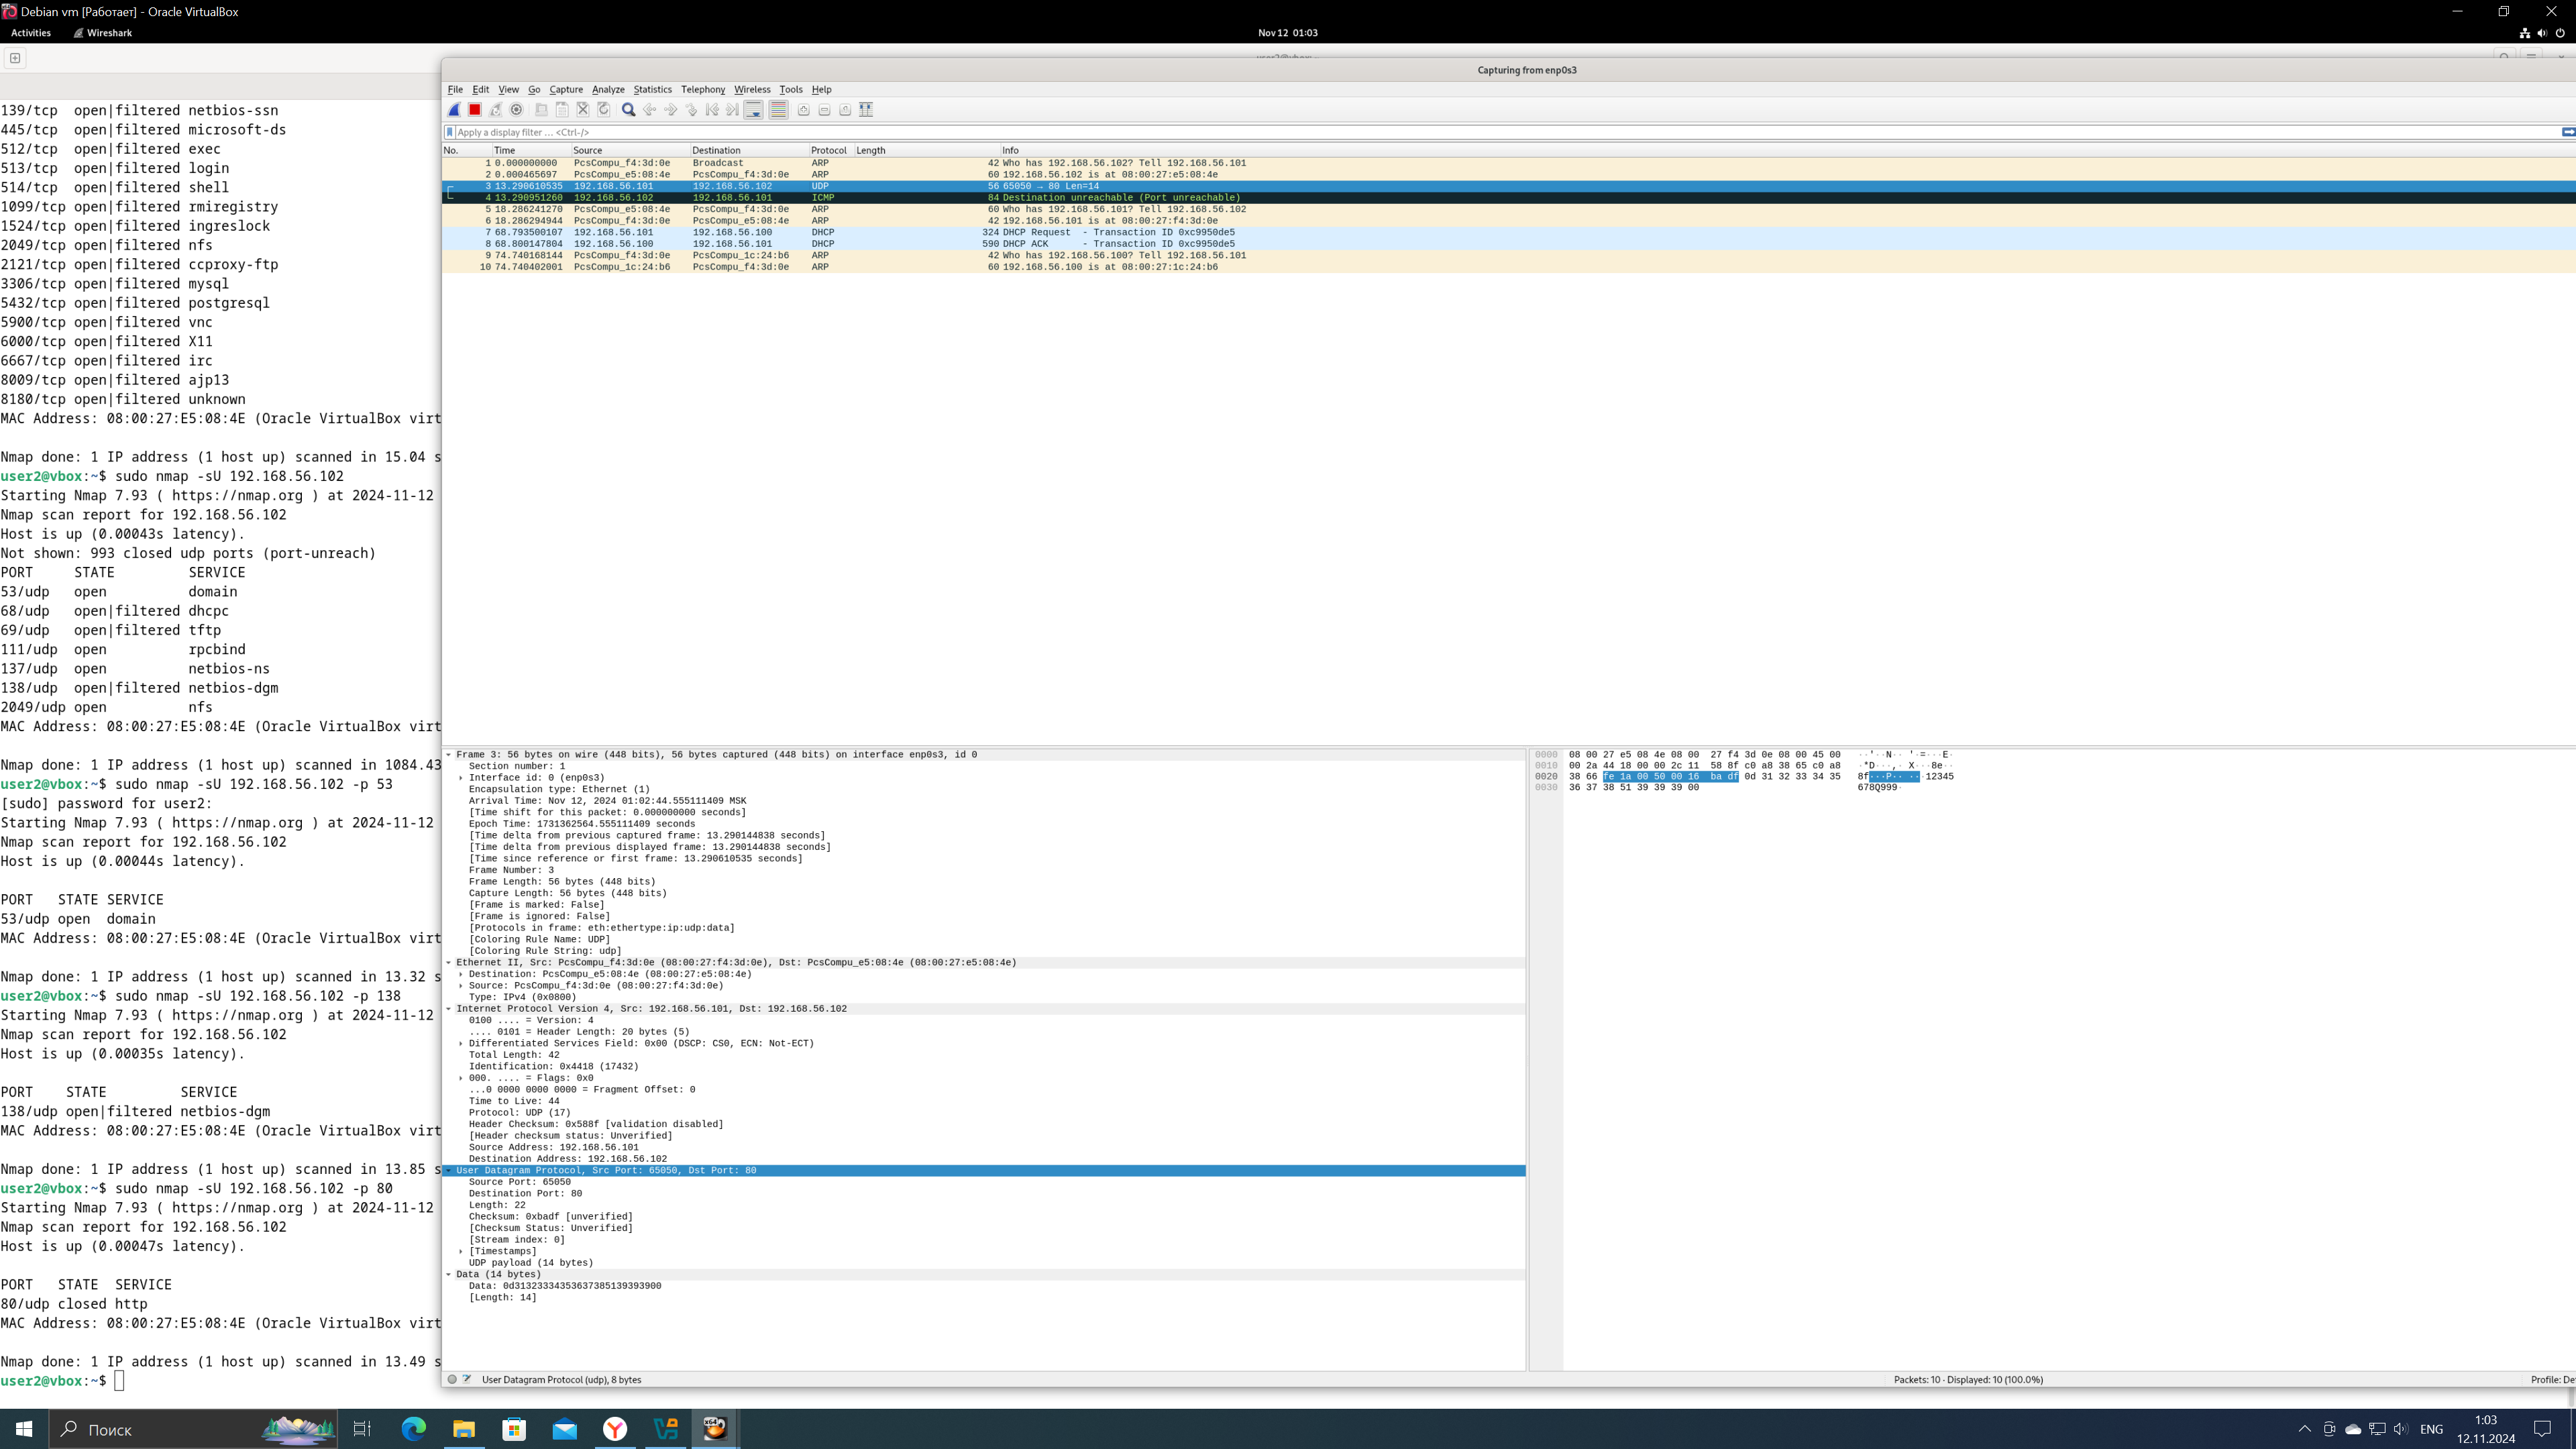 Debian vm [Работает] - Oracle VirtualBox
Activities Wireshark Nov 12 01:03
139/tcp open|filtered netbios-ssn
445/tcp open|filtered microsoft-ds
512/tcp open|filtered exec
513/tcp open|filtered login
514/tcp open|filtered shell
1099/tcp open|filtered rmiregistry
1524/tcp open|filtered ingreslock
2049/tcp open|filtered nfs
2121/tcp open|filtered ccproxy-ftp
3306/tcp open|filtered mysql
5432/tcp open|filtered postgresql
5900/tcp open|filtered vnc
6000/tcp open|filtered X11
6667/tcp open|filtered irc
8009/tcp open|filtered ajp13
8180/tcp open|filtered unknown
MAC Address: 08:00:27:E5:08:4E (Oracle VirtualBox virt
Nmap done: 1 IP address (1 host up) scanned in 15.04 s
user2@vbox:~$ sudo nmap -sU 192.168.56.102
Starting Nmap 7.93 ( https://nmap.org ) at 2024-11-12
Nmap scan report for 192.168.56.102
Host is up (0.00043s latency).
Not shown: 993 closed udp ports (port-unreach)
PORT STATE SERVICE
53/udp open domain
68/udp open|filtered dhcpc
69/udp open|filtered tftp
111/udp open rpcbind
137/udp open netbios-ns
138/udp open|filtered netbios-dgm
2049/udp open nfs
MAC Address: 08:00:27:E5:08:4E (Oracle VirtualBox virt
Nmap done: 1 IP address (1 host up) scanned in 1084.43
user2@vbox:~$ sudo nmap -sU 192.168.56.102 -p 53
[sudo] password for user2:
Starting Nmap 7.93 ( https://nmap.org ) at 2024-11-12
Nmap scan report for 192.168.56.102
Host is up (0.00044s latency).
PORT STATE SERVICE
53/udp open domain
MAC Address: 08:00:27:E5:08:4E (Oracle VirtualBox virt
Nmap done: 1 IP address (1 host up) scanned in 13.32 s
user2@vbox:~$ sudo nmap -sU 192.168.56.102 -p 138
Starting Nmap 7.93 ( https://nmap.org ) at 2024-11-12
Nmap scan report for 192.168.56.102
Host is up (0.00035s latency).
PORT STATE SERVICE
138/udp open|filtered netbios-dgm
MAC Address: 08:00:27:E5:08:4E (Oracle VirtualBox virt
Nmap done: 1 IP address (1 host up) scanned in 13.85 s
user2@vbox:~$ sudo nmap -sU 192.168.56.102 -p 80
Starting Nmap 7.93 ( https://nmap.org ) at 2024-11-12
Nmap scan report for 192.168.56.102
Host is up (0.00047s latency).
PORT STATE SERVICE
80/udp closed http
MAC Address: 08:00:27:E5:08:4E (Oracle VirtualBox virt
Nmap done: 1 IP address (1 host up) scanned in 13.49 s
user2@vbox:~$
Capturing from enp0s3
File Edit View Go Capture Analyze Statistics Telephony Wireless Tools Help
Apply a display filter … <Ctrl-/>
No. Time Source Destination Protocol Length Info
1 0.000000000 PcsCompu_f4:3d:0e Broadcast ARP 42 Who has 192.168.56.102? Tell 192.168.56.101
2 0.000465697 PcsCompu_e5:08:4e PcsCompu_f4:3d:0e ARP 60 192.168.56.102 is at 08:00:27:e5:08:4e
3 13.290610535 192.168.56.101 192.168.56.102 UDP 56 65050 → 80 Len=14
4 13.290951260 192.168.56.102 192.168.56.101 ICMP 84 Destination unreachable (Port unreachable)
5 18.286241270 PcsCompu_e5:08:4e PcsCompu_f4:3d:0e ARP 60 Who has 192.168.56.101? Tell 192.168.56.102
6 18.286294944 PcsCompu_f4:3d:0e PcsCompu_e5:08:4e ARP 42 192.168.56.101 is at 08:00:27:f4:3d:0e
7 68.793500107 192.168.56.101 192.168.56.100 DHCP 324 DHCP Request - Transaction ID 0xc9950de5
8 68.800147804 192.168.56.100 192.168.56.101 DHCP 590 DHCP ACK - Transaction ID 0xc9950de5
9 74.740168144 PcsCompu_f4:3d:0e PcsCompu_1c:24:b6 ARP 42 Who has 192.168.56.100? Tell 192.168.56.101
10 74.740402001 PcsCompu_1c:24:b6 PcsCompu_f4:3d:0e ARP 60 192.168.56.100 is at 08:00:27:1c:24:b6
Frame 3: 56 bytes on wire (448 bits), 56 bytes captured (448 bits) on interface enp0s3, id 0
Section number: 1
Interface id: 0 (enp0s3)
Encapsulation type: Ethernet (1)
Arrival Time: Nov 12, 2024 01:02:44.555111409 MSK
[Time shift for this packet: 0.000000000 seconds]
Epoch Time: 1731362564.555111409 seconds
[Time delta from previous captured frame: 13.290144838 seconds]
[Time delta from previous displayed frame: 13.290144838 seconds]
[Time since reference or first frame: 13.290610535 seconds]
Frame Number: 3
Frame Length: 56 bytes (448 bits)
Capture Length: 56 bytes (448 bits)
[Frame is marked: False]
[Frame is ignored: False]
[Protocols in frame: eth:ethertype:ip:udp:data]
[Coloring Rule Name: UDP]
[Coloring Rule String: udp]
Ethernet II, Src: PcsCompu_f4:3d:0e (08:00:27:f4:3d:0e), Dst: PcsCompu_e5:08:4e (08:00:27:e5:08:4e)
Destination: PcsCompu_e5:08:4e (08:00:27:e5:08:4e)
Source: PcsCompu_f4:3d:0e (08:00:27:f4:3d:0e)
Type: IPv4 (0x0800)
Internet Protocol Version 4, Src: 192.168.56.101, Dst: 192.168.56.102
0100 .... = Version: 4
.... 0101 = Header Length: 20 bytes (5)
Differentiated Services Field: 0x00 (DSCP: CS0, ECN: Not-ECT)
Total Length: 42
Identification: 0x4418 (17432)
000. .... = Flags: 0x0
...0 0000 0000 0000 = Fragment Offset: 0
Time to Live: 44
Protocol: UDP (17)
Header Checksum: 0x588f [validation disabled]
[Header checksum status: Unverified]
Source Address: 192.168.56.101
Destination Address: 192.168.56.102
User Datagram Protocol, Src Port: 65050, Dst Port: 80
Source Port: 65050
Destination Port: 80
Length: 22
Checksum: 0xbadf [unverified]
[Checksum Status: Unverified]
[Stream index: 0]
[Timestamps]
UDP payload (14 bytes)
Data (14 bytes)
Data: 0d31323334353637385139393900
[Length: 14]
0000 08 00 27 e5 08 4e 08 00 27 f4 3d 0e 08 00 45 00 ··'··N·· '·=···E·
0010 00 2a 44 18 00 00 2c 11 58 8f c0 a8 38 65 c0 a8 ·*D···,· X···8e··
0020 38 66 fe 1a 00 50 00 16 ba df 0d 31 32 33 34 35 8f···P·· ···12345
0030 36 37 38 51 39 39 39 00 678Q999·
User Datagram Protocol (udp), 8 bytes Packets: 10 · Displayed: 10 (100.0%) Profile: De
Поиск
ENG
1:03
12.11.2024